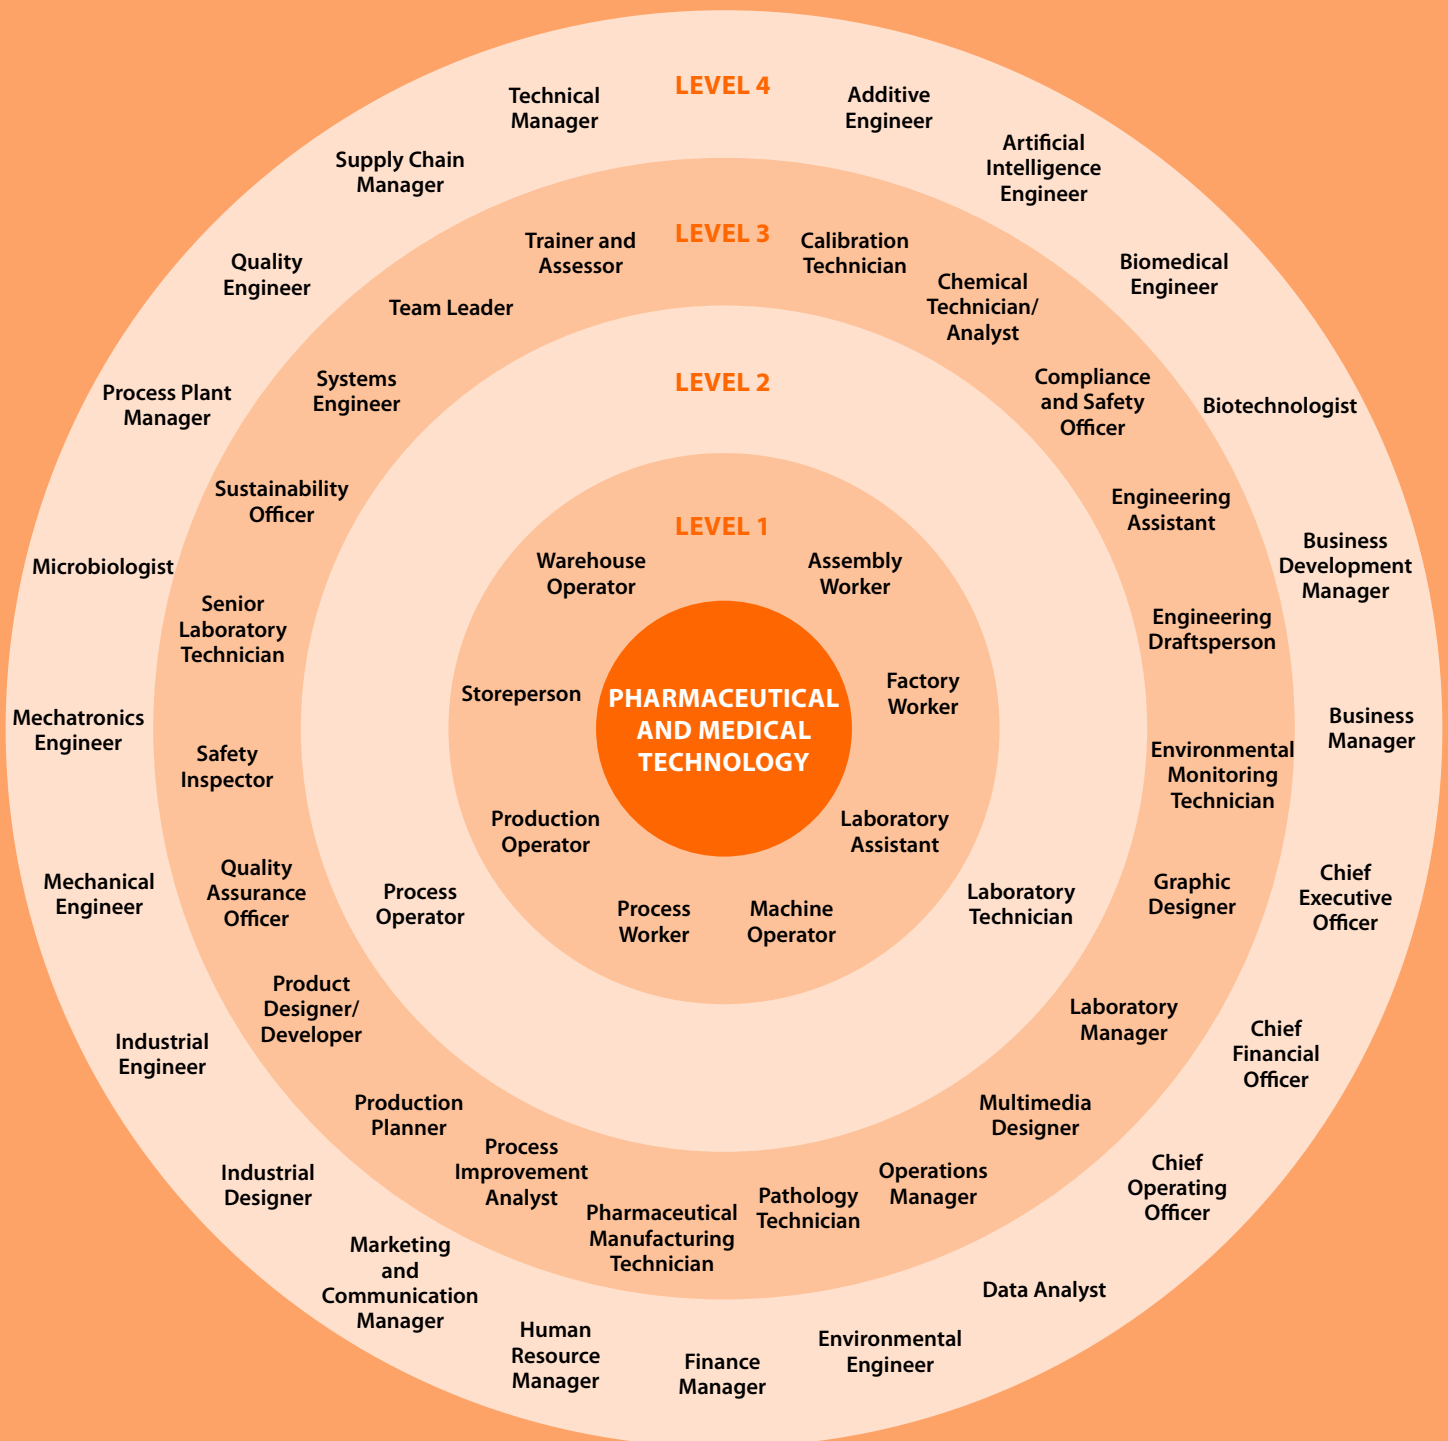 LEVEL 4
Additive
Engineer
Artificial
Intelligence
Engineer
Biomedical
Engineer
Biotechnologist
Business
Development
Manager
Business
Manager
Chief
Executive
Officer
Chief
Financial
Officer
Chief
Operating
Officer
Data Analyst
Environmental
Engineer
Finance
Manager
Human
Resource
Manager
Marketing
and
Communication
Manager
Industrial
Designer
Industrial
Engineer
Mechanical
Engineer
Mechatronics
Engineer
Microbiologist
Process Plant
Manager
Quality
Engineer
Supply Chain
Manager
Technical
Manager
LEVEL 3
Calibration
Technician
Chemical
Technician/
Analyst
Compliance
and Safety
Officer
Engineering
Assistant
Engineering
Draftsperson
Environmental
Monitoring
Technician
Graphic
Designer
Laboratory
Manager
Multimedia
Designer
Operations
Manager
Pathology
Technician
Pharmaceutical
Manufacturing
Technician
Process
Improvement
Analyst
Production
Planner
Product
Designer/
Developer
Quality
Assurance
Officer
Safety
Inspector
Senior
Laboratory
Technician
Sustainability
Officer
Systems
Engineer
Team Leader
Trainer and
Assessor
LEVEL 2
Laboratory
Technician
Process
Operator
LEVEL 1
Assembly
Worker
Factory
Worker
Laboratory
Assistant
Machine
Operator
Process
Worker
Production
Operator
Storeperson
Warehouse
Operator
PHARMACEUTICAL
AND MEDICAL
TECHNOLOGY